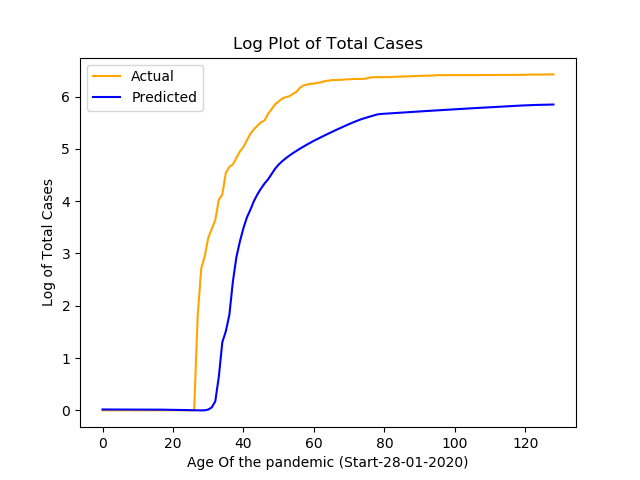 Log Plot of Total Cases
Actual
Predicted
6
5
4
3
2
1
0
Log of Total Cases
0 20 40 60 80 100 120
Age Of the pandemic (Start-28-01-2020)